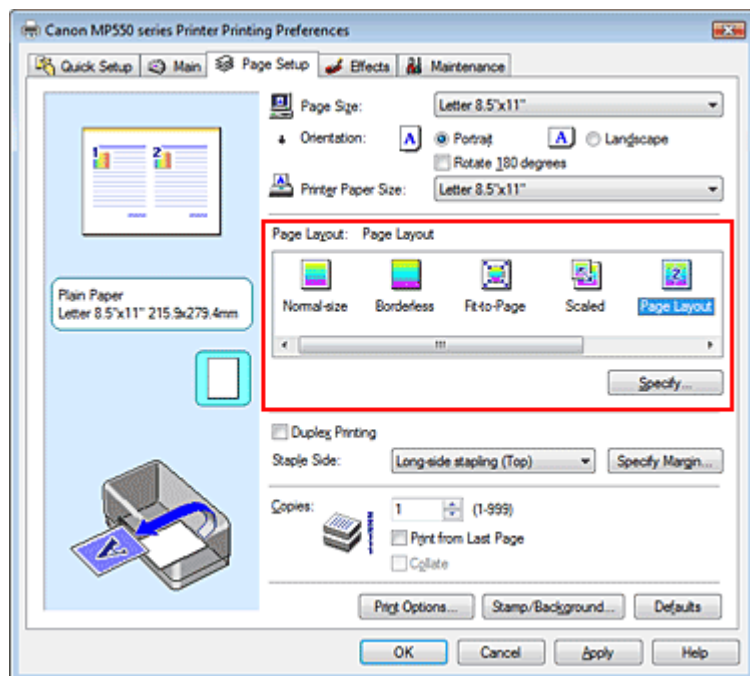 Canon MP550 series Printer Printing Preferences
Quick Setup Main Page Setup Effects Maintenance
Page Size: Letter 8.5"x11"
Orientation: A Portrait A Landscape
Rotate 180 degrees
Printer Paper Size: Letter 8.5"x11"
1 2
Page Layout: Page Layout
2
Normal-size Borderless Fit-to-Page Scaled Page Layout
Plain Paper
Letter 8.5"x11" 215.9x279.4mm
Specify...
Duplex Printing
Staple Side: Long-side stapling (Top) Specify Margin...
Copies: 1 (1-999)
Print from Last Page
Collate
A
Print Options... Stamp/Background... Defaults
OK Cancel Apply Help